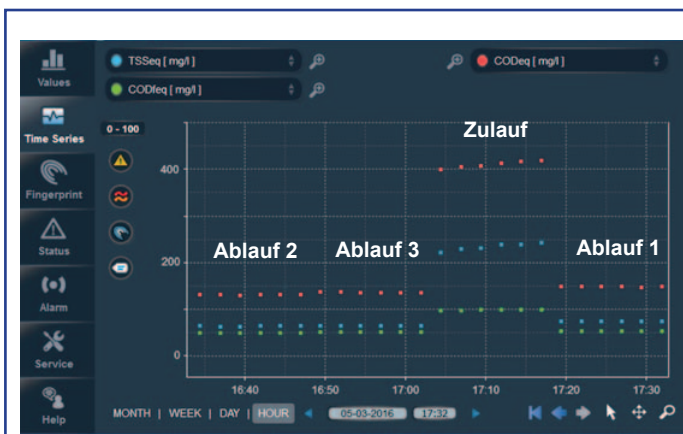 Values
Time Series
Fingerprint
Status
Alarm
Service
Help
TSSeq [ mg/l ]
CODeq [ mg/l ]
CODfeq [ mg/l ]
0 - 100
400
200
0
Zulauf
Ablauf 2
Ablauf 3
Ablauf 1
16:40
16:50
17:00
17:10
17:20
17:30
MONTH | WEEK | DAY | HOUR
05-03-2016
17:32